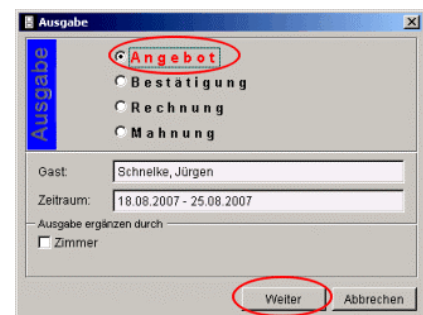 Ausgabe
Ausgabe
Angebot
Bestätigung
Rechnung
Mahnung
Gast: Schnelke, Jürgen
Zeitraum: 18.08.2007 - 25.08.2007
Ausgabe ergänzen durch
Zimmer
Weiter Abbrechen